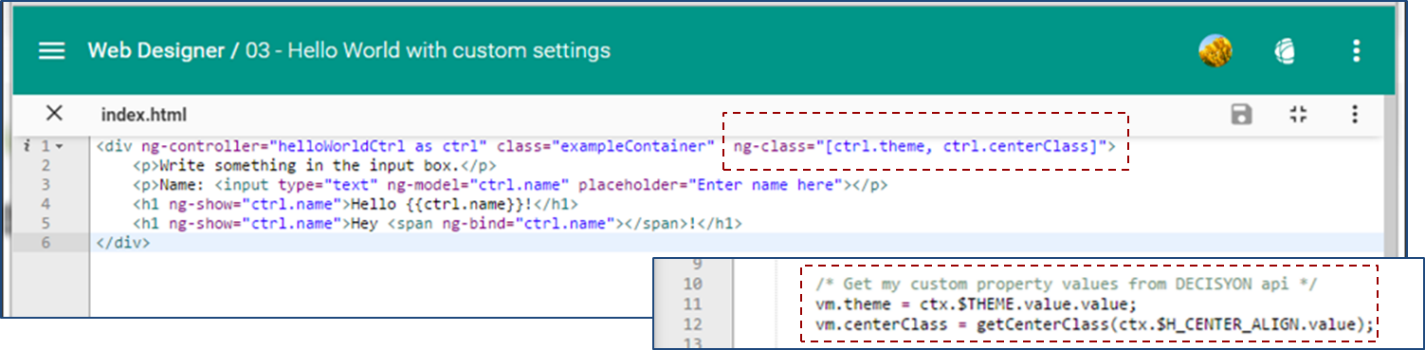 Web Designer / 03 - Hello World with custom settings
index.html
i 1 <div ng-controller="helloWorldCtrl as ctrl" class="exampleContainer" ng-class="[ctrl.theme, ctrl.centerClass]">
2 <p>Write something in the input box.</p>
3 <p>Name: <input type="text" ng-model="ctrl.name" placeholder="Enter name here"></p>
4 <h1 ng-show="ctrl.name">Hello {{ctrl.name}}!</h1>
5 <h1 ng-show="ctrl.name">Hey <span ng-bind="ctrl.name"></span>!</h1>
6 </div>
9
10 /* Get my custom property values from DECISYON api */
11 vm.theme = ctx.$THEME.value.value;
12 vm.centerClass = getCenterClass(ctx.$H_CENTER_ALIGN.value);
13